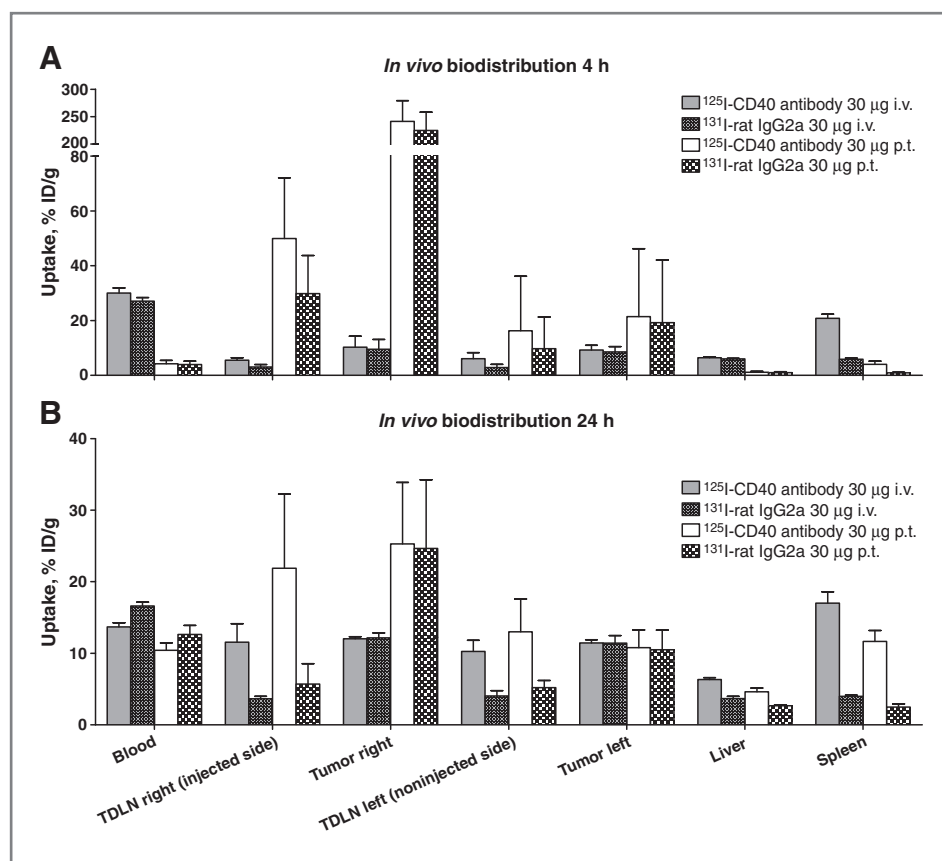 A
In vivo biodistribution 4 h
300
250
200
80
60
40
20
0
Uptake, % ID/g
¹²⁵I-CD40 antibody 30 μg i.v.
¹³¹I-rat IgG2a 30 μg i.v.
¹²⁵I-CD40 antibody 30 μg p.t.
¹³¹I-rat IgG2a 30 μg p.t.
B
In vivo biodistribution 24 h
40
30
20
10
0
Uptake, % ID/g
¹²⁵I-CD40 antibody 30 μg i.v.
¹³¹I-rat IgG2a 30 μg i.v.
¹²⁵I-CD40 antibody 30 μg p.t.
¹³¹I-rat IgG2a 30 μg p.t.
Blood
TDLN right (injected side)
Tumor right
TDLN left (noninjected side)
Tumor left
Liver
Spleen